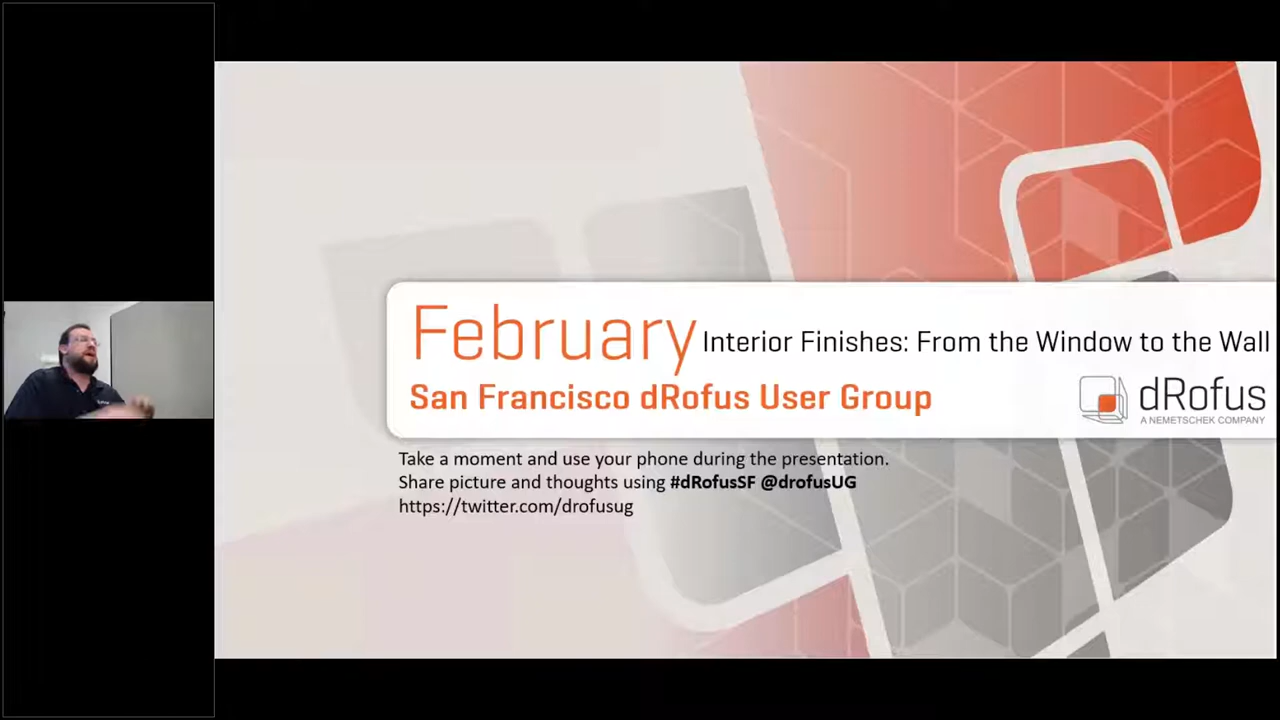 February Interior Finishes: From the Window to the Wall
San Francisco dRofus User Group
dRofus
A NEMETSCHEK COMPANY
Take a moment and use your phone during the presentation.
Share picture and thoughts using #dRofusSF @drofusUG
https://twitter.com/drofusug